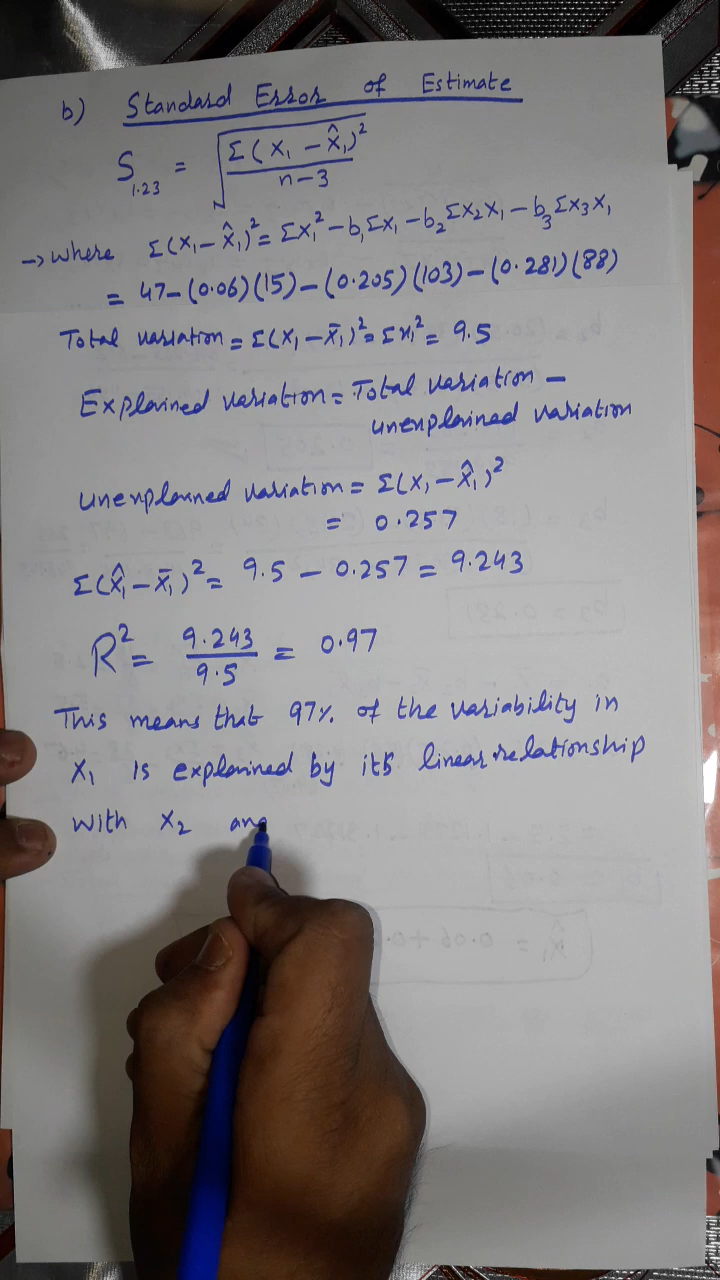 b) Standard Error of Estimate
S₁.₂₃ = √(Σ(X₁ − X̂₁)² / n−3)
→ where Σ(X₁ − X̂₁)² = ΣX₁² − b₁ΣX₁ − b₂ΣX₂X₁ − b₃ΣX₃X₁
= 47 − (0.06)(15) − (0.205)(103) − (0.281)(88)
Total variation = Σ(X₁ − X̄₁)² = Σx₁² = 9.5
Explained variation = Total variation −
unexplained variation
unexplained variation = Σ(X₁ − X̂₁)²
= 0.257
Σ(X̂₁ − X̄₁)² = 9.5 − 0.257 = 9.243
R² = 9.243 / 9.5 = 0.97
This means that 97% of the variability in
X₁ is explained by its linear relationship
with X₂ and